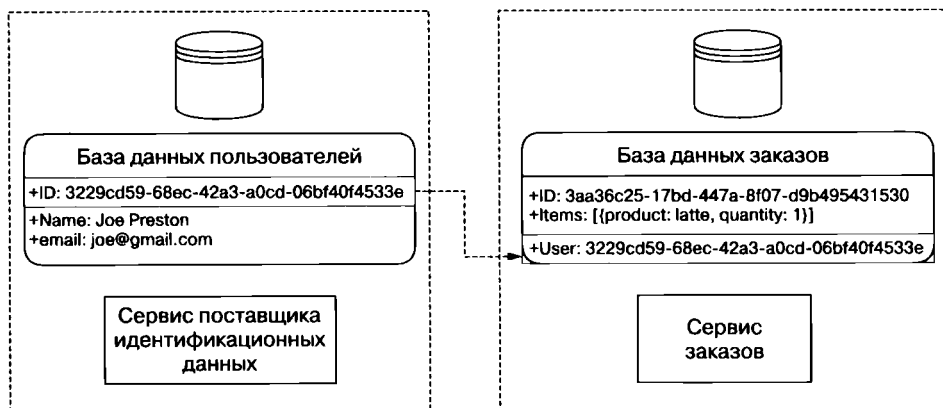 База данных пользователей
+ID: 3229cd59-68ec-42a3-a0cd-06bf40f4533e
+Name: Joe Preston
+email: joe@gmail.com
Сервис поставщика
идентификационных
данных
База данных заказов
+ID: 3aa36c25-17bd-447a-8f07-d9b495431530
+Items: [{product: latte, quantity: 1}]
+User: 3229cd59-68ec-42a3-a0cd-06bf40f4533e
Сервис
заказов